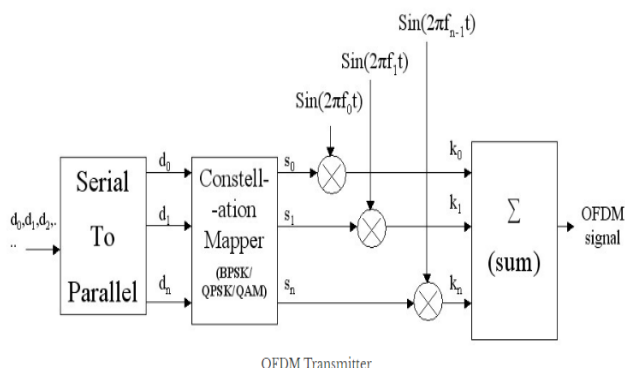 Sin(2πf₀t)
Sin(2πf₁t)
Sin(2πfₙ₋₁t)
d₀,d₁,d₂,.
..
Serial
To
Parallel
d₀
d₁
dₙ
Constell-
-ation
Mapper
(BPSK/
QPSK/QAM)
s₀
s₁
sₙ
k₀
k₁
kₙ
Σ
(sum)
OFDM
signal
OFDM Transmitter